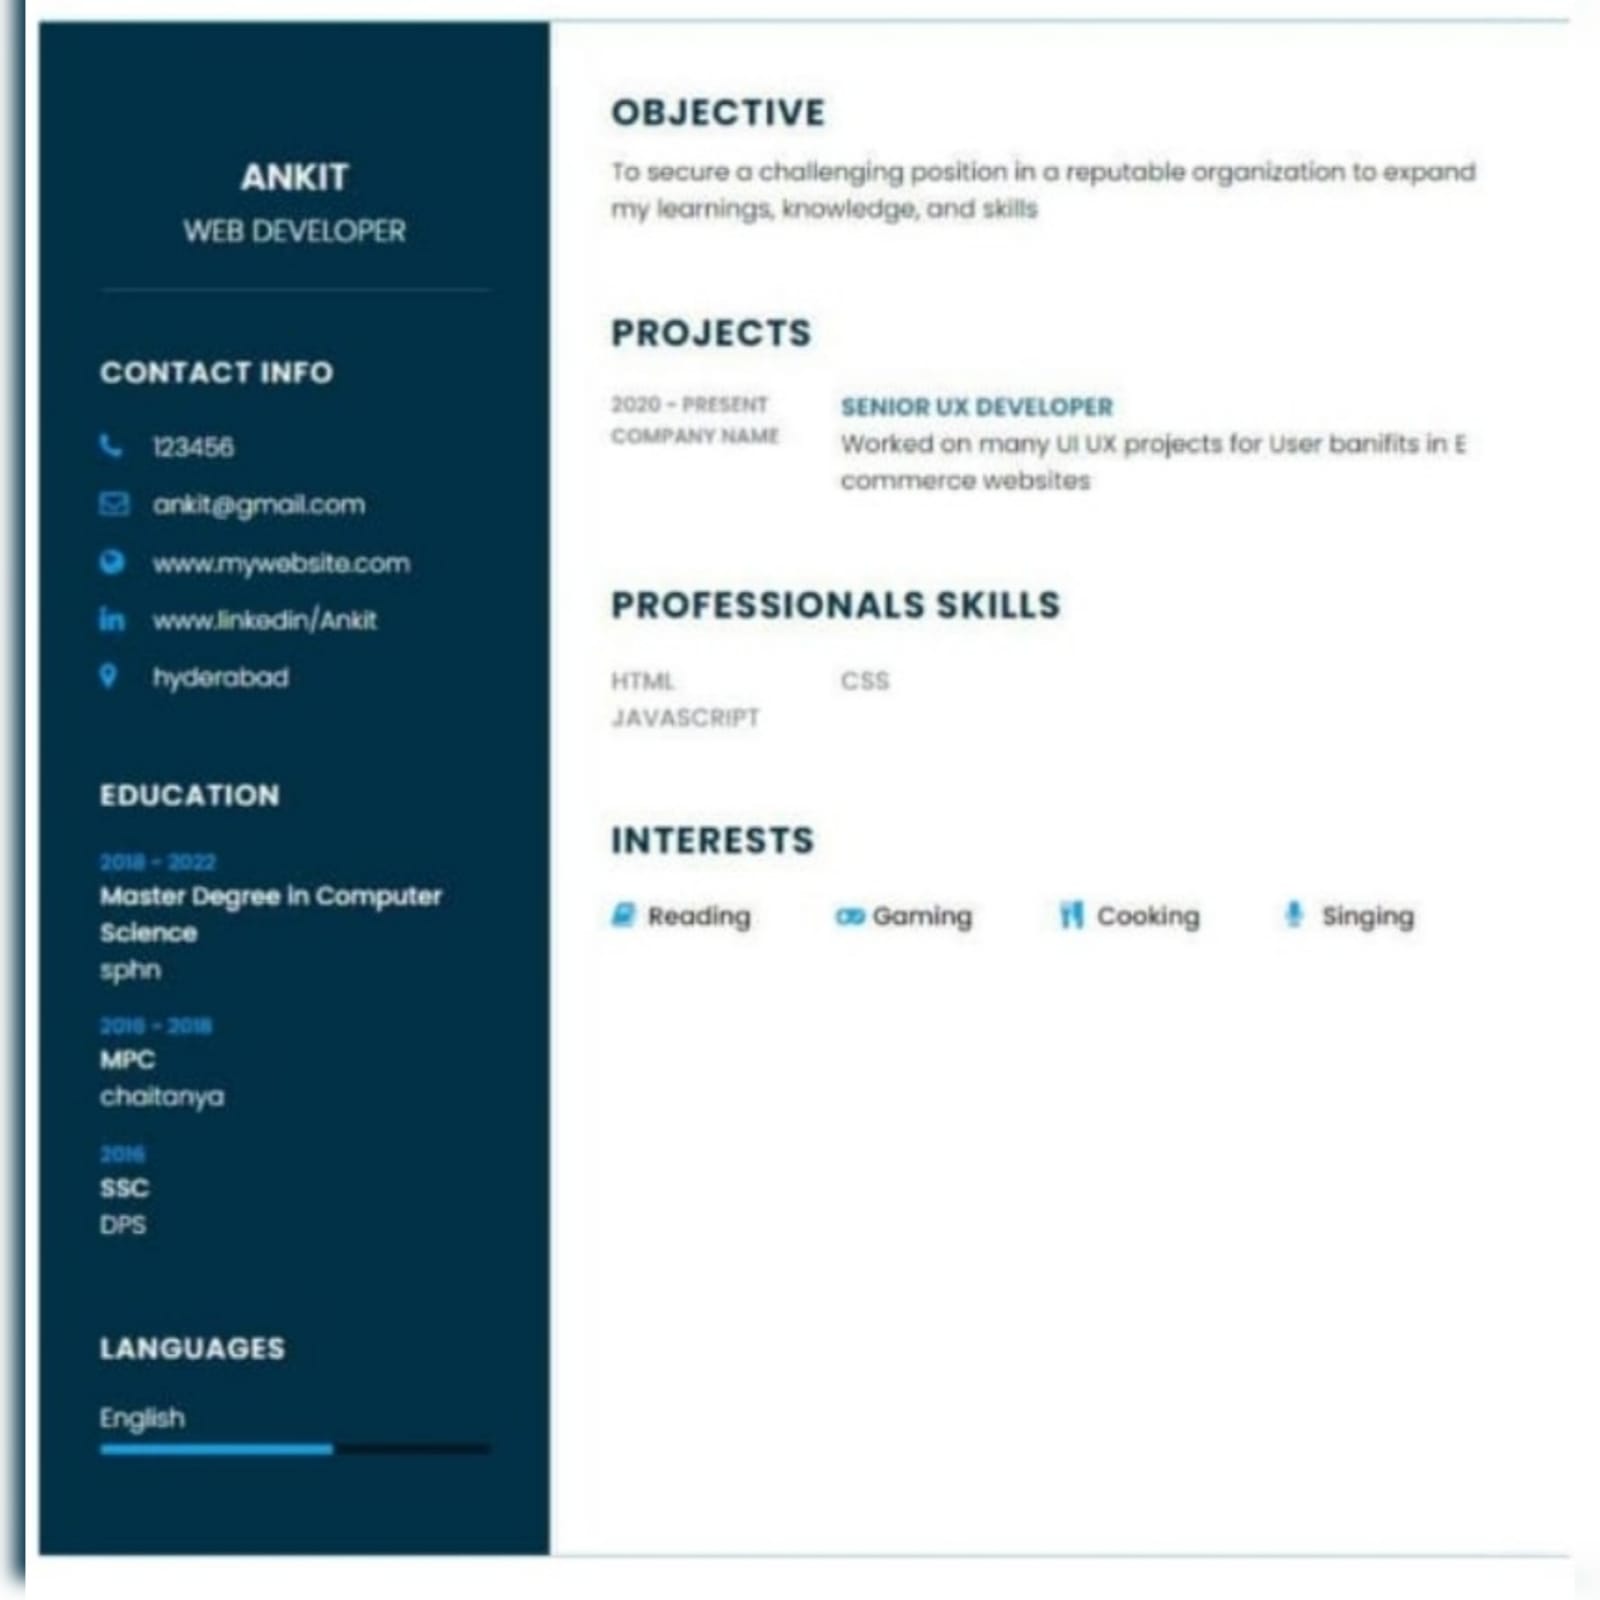 ANKIT
WEB DEVELOPER
CONTACT INFO
123456
ankit@gmail.com
www.mywebsite.com
www.linkedin/Ankit
hyderabad
EDUCATION
2018 - 2022
Master Degree in Computer
Science
sphn
2016 - 2018
MPC
chaitanya
2016
SSC
DPS
LANGUAGES
English
OBJECTIVE
To secure a challenging position in a reputable organization to expand
my learnings, knowledge, and skills
PROJECTS
2020 - PRESENT
COMPANY NAME
SENIOR UX DEVELOPER
Worked on many UI UX projects for User banifits in E
commerce websites
PROFESSIONALS SKILLS
HTML CSS
JAVASCRIPT
INTERESTS
Reading Gaming Cooking Singing